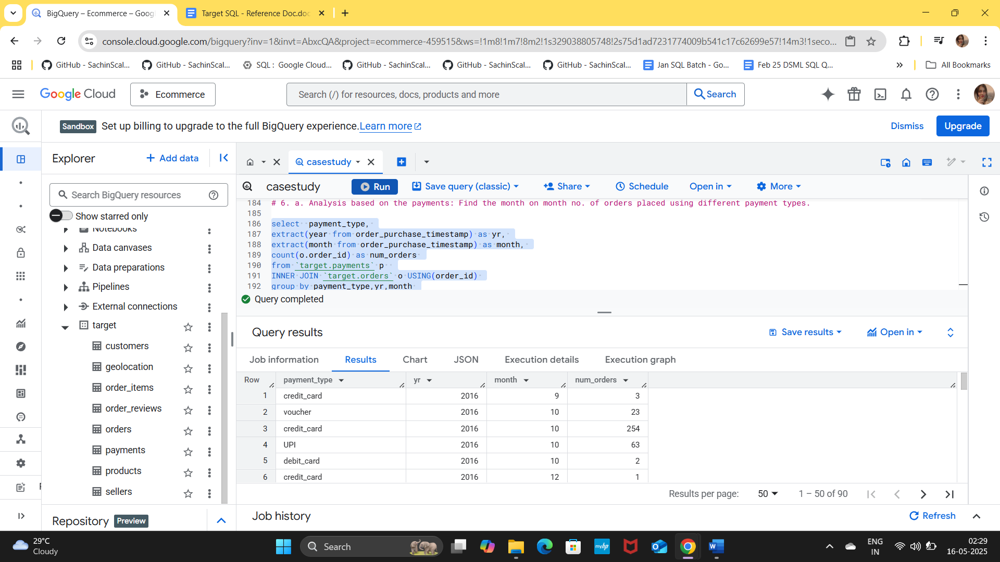 BigQuery – Ecommerce – Goog
Target SQL - Reference Doc.doc
console.cloud.google.com/bigquery?inv=1&invt=AbxcQA&project=ecommerce-459515&ws=!1m8!1m7!8m2!1s329038805748!2s75d1ad7231774009b541c17c62699e57!14m3!1seco...
GitHub - SachinScal...
GitHub - SachinScal...
SQL : Google Cloud...
GitHub - SachinScal...
GitHub - SachinScal...
GitHub - SachinScal...
Jan SQL Batch - Go...
Feb 25 DSML SQL Q...
All Bookmarks
Google Cloud
Ecommerce
Search (/) for resources, docs, products and more
Search
Sandbox
Set up billing to upgrade to the full BigQuery experience. Learn more
Dismiss
Upgrade
Explorer
+ Add data
casestudy
Search BigQuery resources
Show starred only
Notebooks
Data canvases
Data preparations
Pipelines
External connections
target
customers
geolocation
order_items
order_reviews
orders
payments
products
sellers
Repository
Preview
casestudy
Run
Save query (classic)
Share
Schedule
Open in
More
184 # 6. a. Analysis based on the payments: Find the month on month no. of orders placed using different payment types.
185
186 select  payment_type,
187 extract(year from order_purchase_timestamp) as yr,
188 extract(month from order_purchase_timestamp) as month,
189 count(o.order_id) as num_orders
190 from `target.payments` p
191 INNER JOIN `target.orders` o USING(order_id)
192 group by payment_type,yr,month
Query completed
Query results
Save results
Open in
Job information
Results
Chart
JSON
Execution details
Execution graph
Row payment_type yr month num_orders
1 credit_card 2016 9 3
2 voucher 2016 10 23
3 credit_card 2016 10 254
4 UPI 2016 10 63
5 debit_card 2016 10 2
6 credit_card 2016 12 1
Results per page: 50 1 – 50 of 90
Job history
Refresh
29°C
Cloudy
Search
myhp
ENG
IN
02:29
16-05-2025